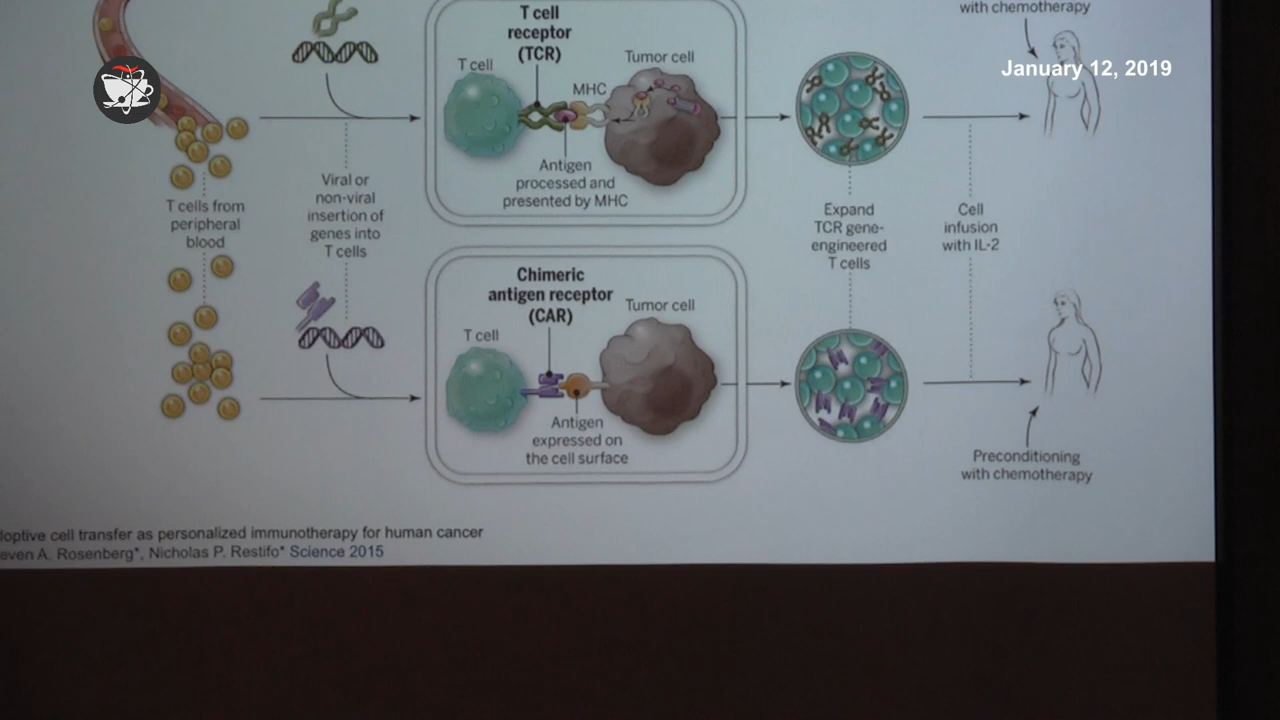 with chemotherapy
January 12, 2019
T cell
receptor
(TCR)
T cell
Tumor cell
MHC
Antigen
processed and
presented by MHC
T cells from
peripheral
blood
Viral or
non-viral
insertion of
genes into
T cells
Expand
TCR gene-
engineered
T cells
Cell
infusion
with IL-2
Chimeric
antigen receptor
(CAR)
T cell
Tumor cell
Antigen
expressed on
the cell surface
Preconditioning
with chemotherapy
loptive cell transfer as personalized immunotherapy for human cancer
even A. Rosenberg*, Nicholas P. Restifo* Science 2015